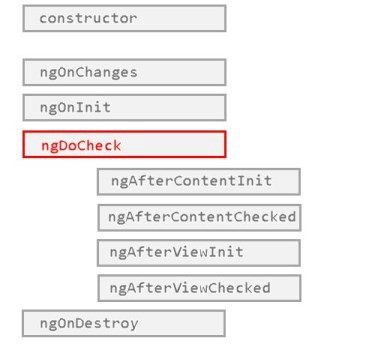 constructor
ngOnChanges
ngOnInit
ngDoCheck
ngAfterContentInit
ngAfterContentChecked
ngAfterViewInit
ngAfterViewChecked
ngOnDestroy